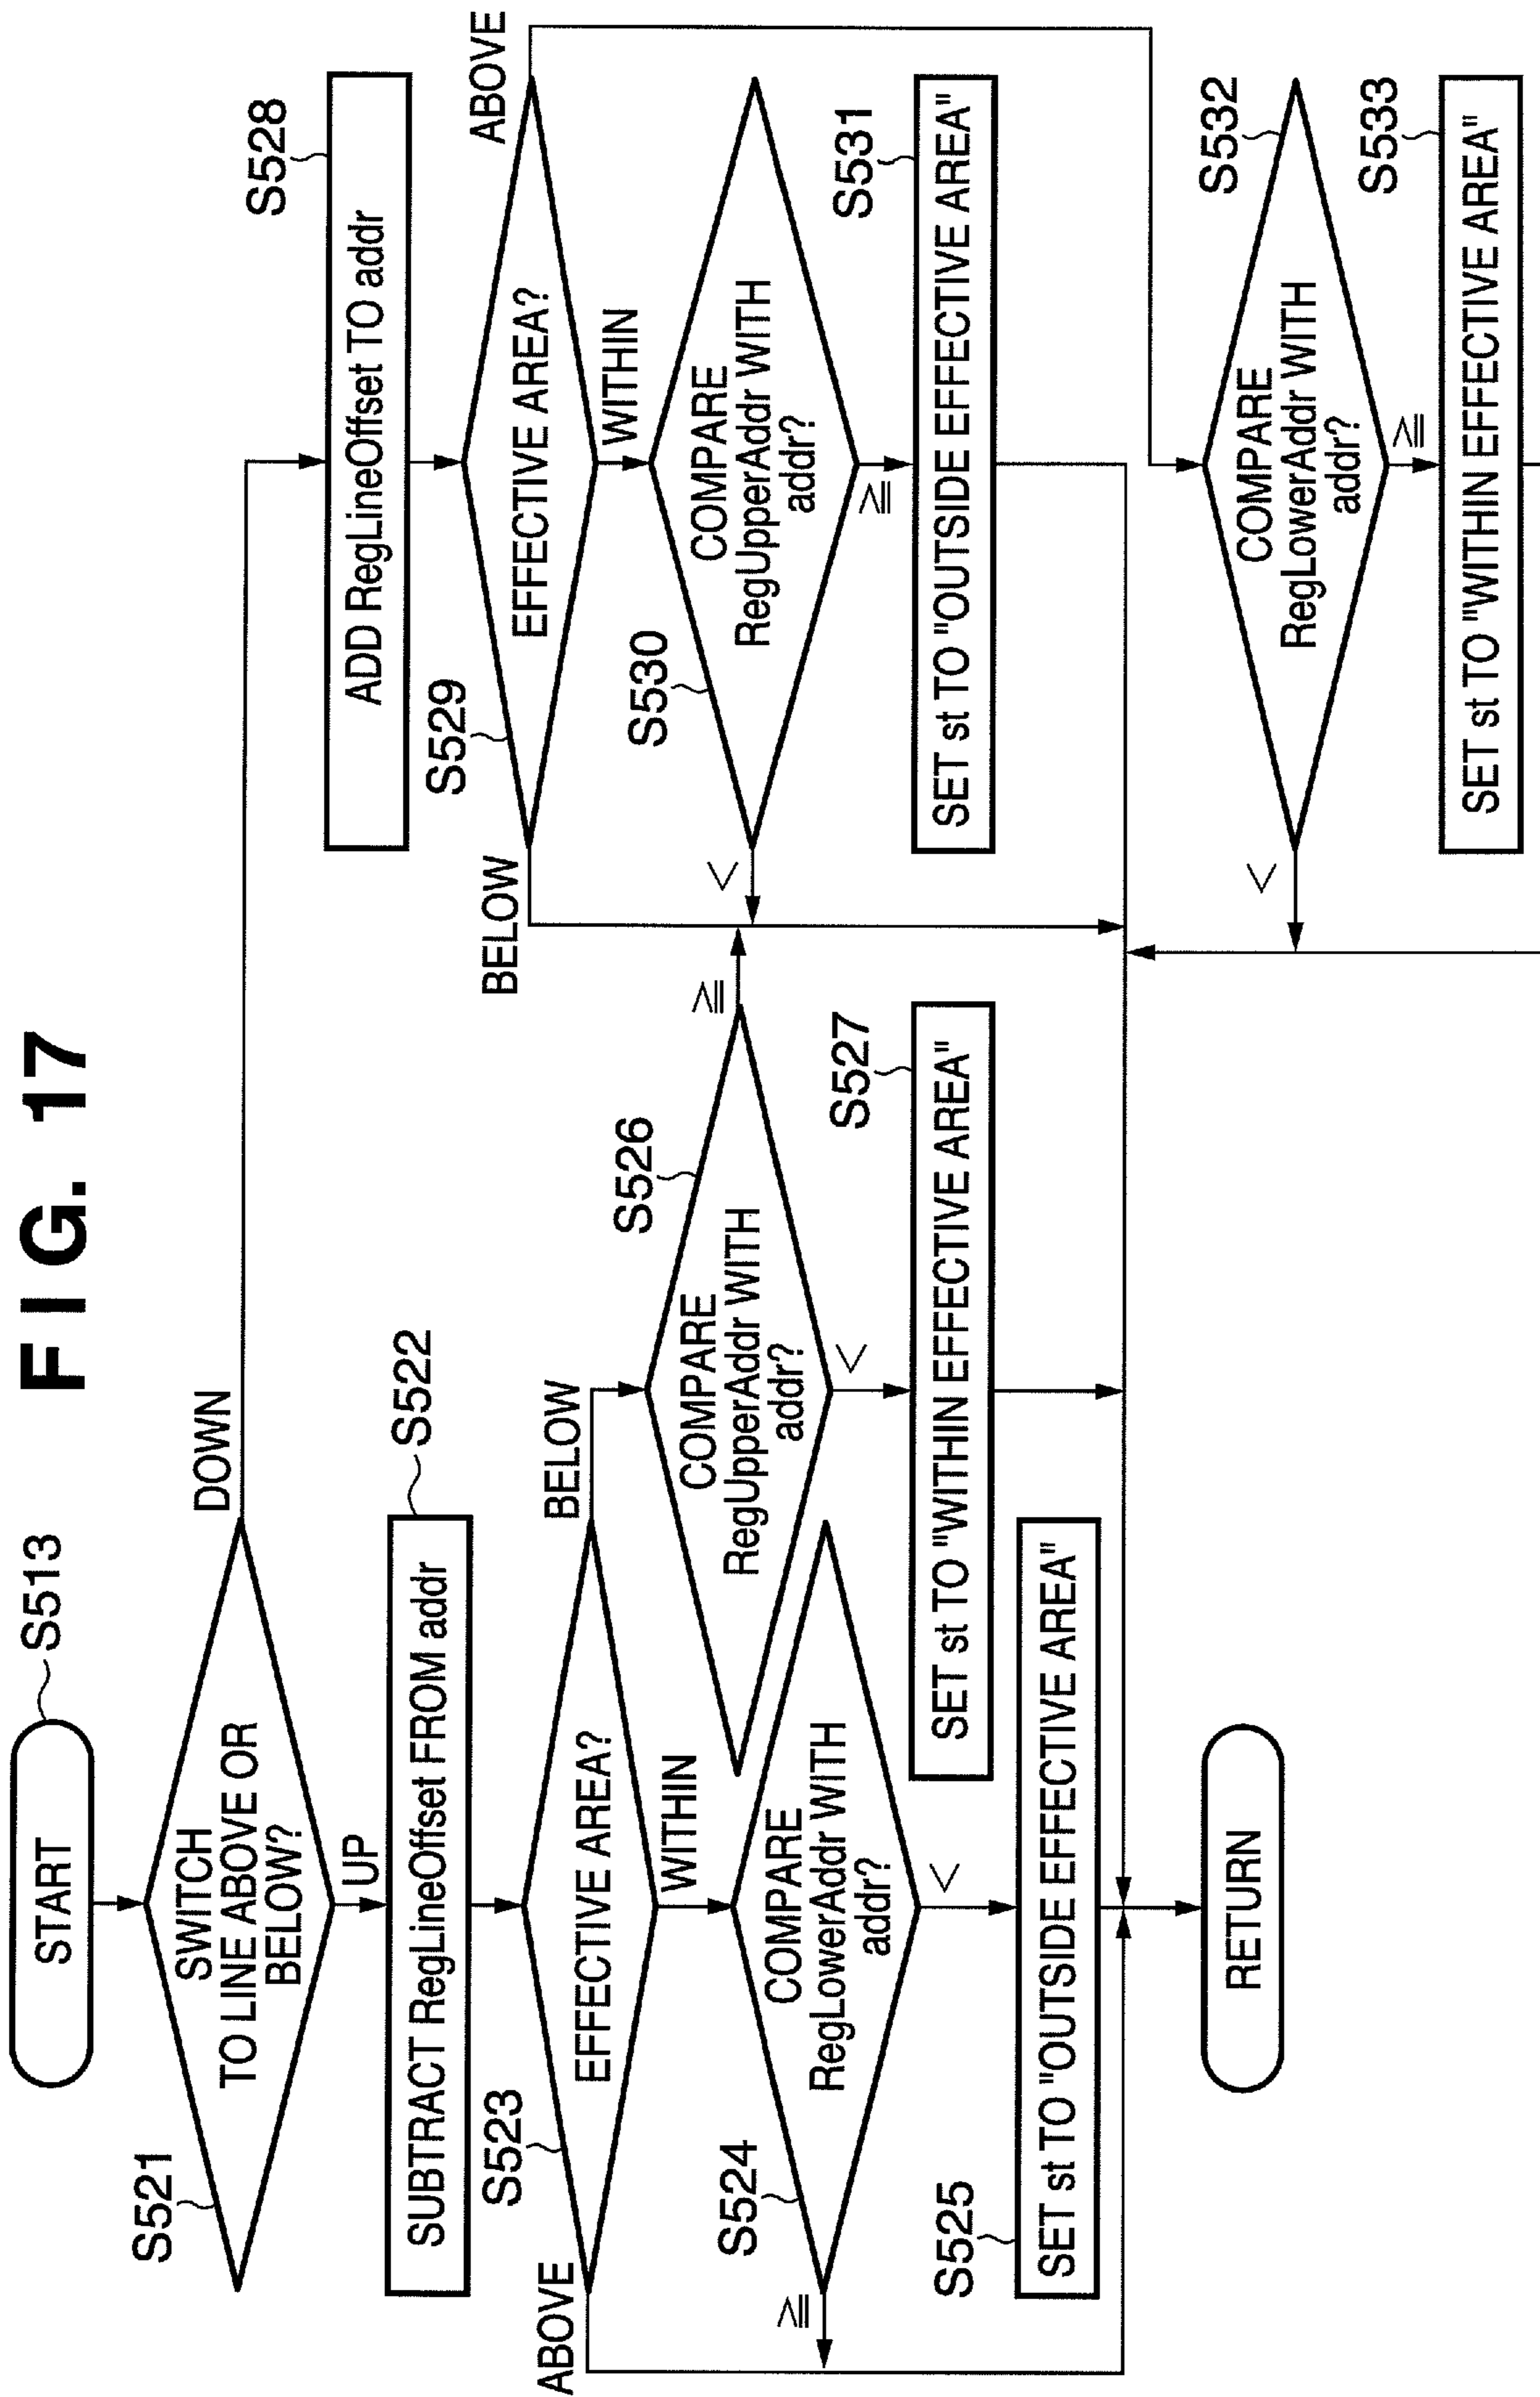 FIG. 17
START
S513
S521
SWITCH
TO LINE ABOVE OR
BELOW?
DOWN
UP
S522
SUBTRACT RegLineOffset FROM addr
S523
EFFECTIVE AREA?
ABOVE
BELOW
WITHIN
S524
COMPARE
RegLowerAddr WITH
addr?
≧
<
S525
SET st TO "OUTSIDE EFFECTIVE AREA"
S526
COMPARE
RegUpperAddr WITH
addr?
≧
<
S527
SET st TO "WITHIN EFFECTIVE AREA"
RETURN
S528
ADD RegLineOffset TO addr
S529
EFFECTIVE AREA?
BELOW
ABOVE
WITHIN
S530
COMPARE
RegUpperAddr WITH
addr?
<
≧
S531
SET st TO "OUTSIDE EFFECTIVE AREA"
S532
COMPARE
RegLowerAddr WITH
addr?
<
≧
S533
SET st TO "WITHIN EFFECTIVE AREA"